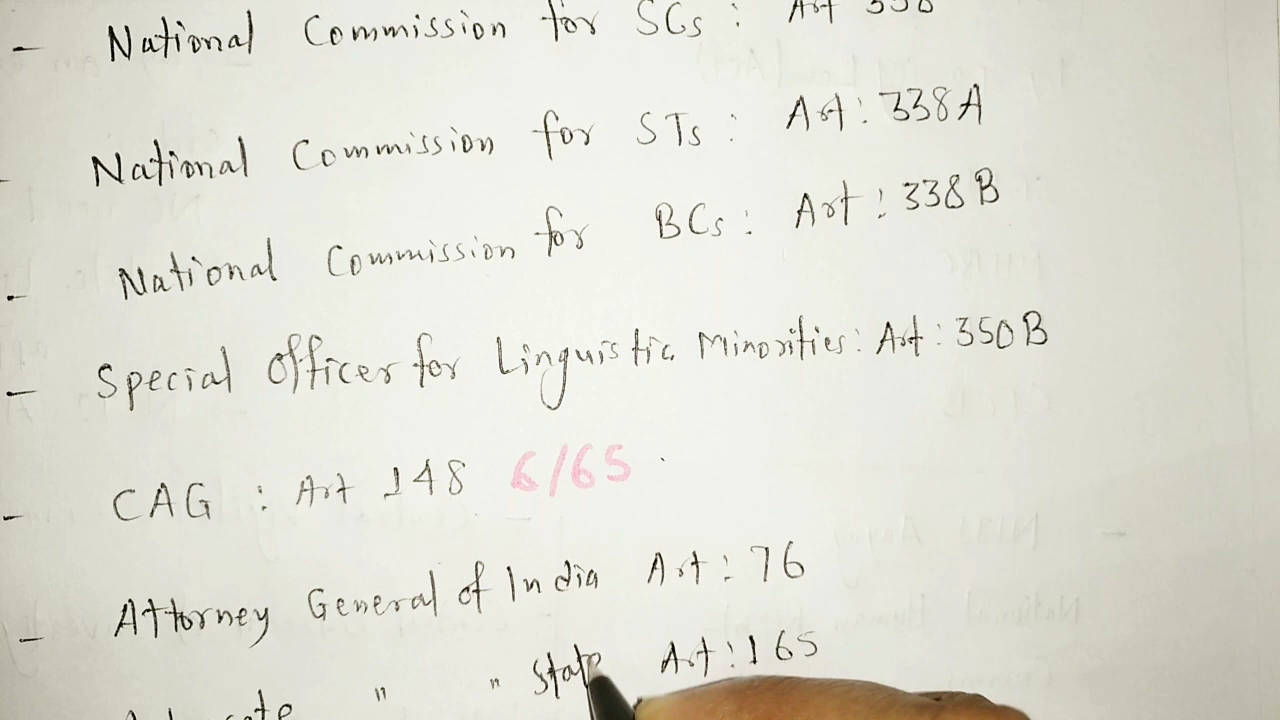 - National Commission for SCs : Art 338
- National Commission for STs : Art : 338A
- National Commission for BCs : Art : 338B
- Special Officer for Linguistic Minorities : Art : 350B
- CAG : Art 148 6/65
- Attorney General of India Art : 76
" " State Art : 165